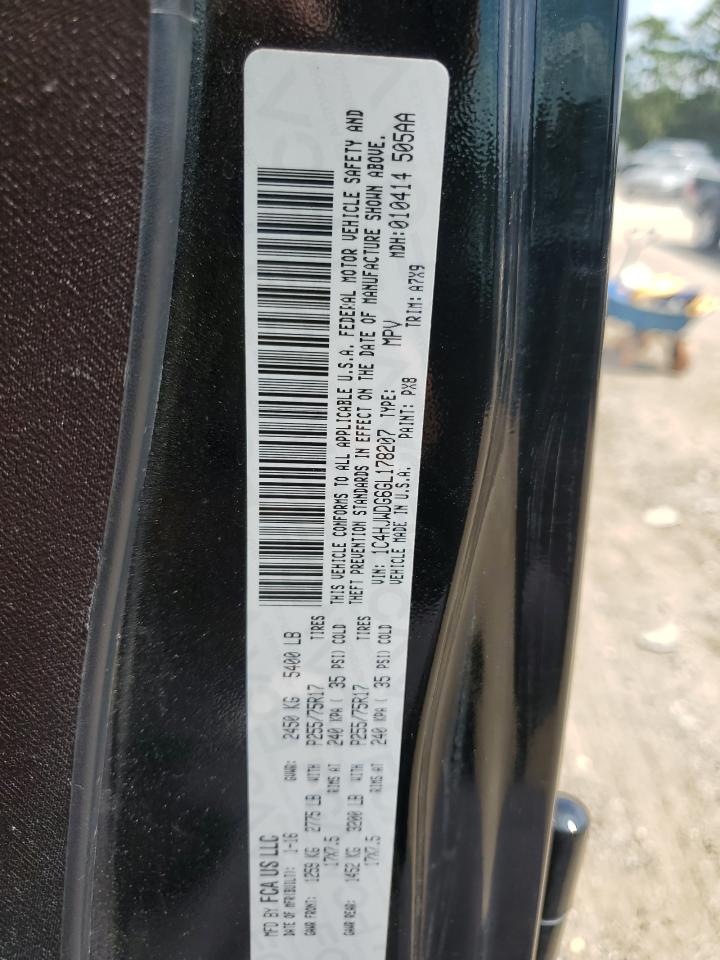 MFD BY FCA US LLC
DATE OF MFR(BUILT): 1-16 GVWR: 2450 KG 5400 LB
GAWR FRONT: 1259 KG 2775 LB WITH P255/75R17 TIRES
17X7.5 RIMS AT 240 KPA ( 35 PSI) COLD
GAWR REAR: 1452 KG 3200 LB WITH P255/75R17 TIRES
17X7.5 RIMS AT 240 KPA ( 35 PSI) COLD
THIS VEHICLE CONFORMS TO ALL APPLICABLE U.S.A. FEDERAL MOTOR VEHICLE SAFETY AND
THEFT PREVENTION STANDARDS IN EFFECT ON THE DATE OF MANUFACTURE SHOWN ABOVE.
VIN: 1C4HJWDG6GL178207 TYPE: MPV MDH:010414 505AA
VEHICLE MADE IN U.S.A. PAINT: PX8 TRIM: A7X9